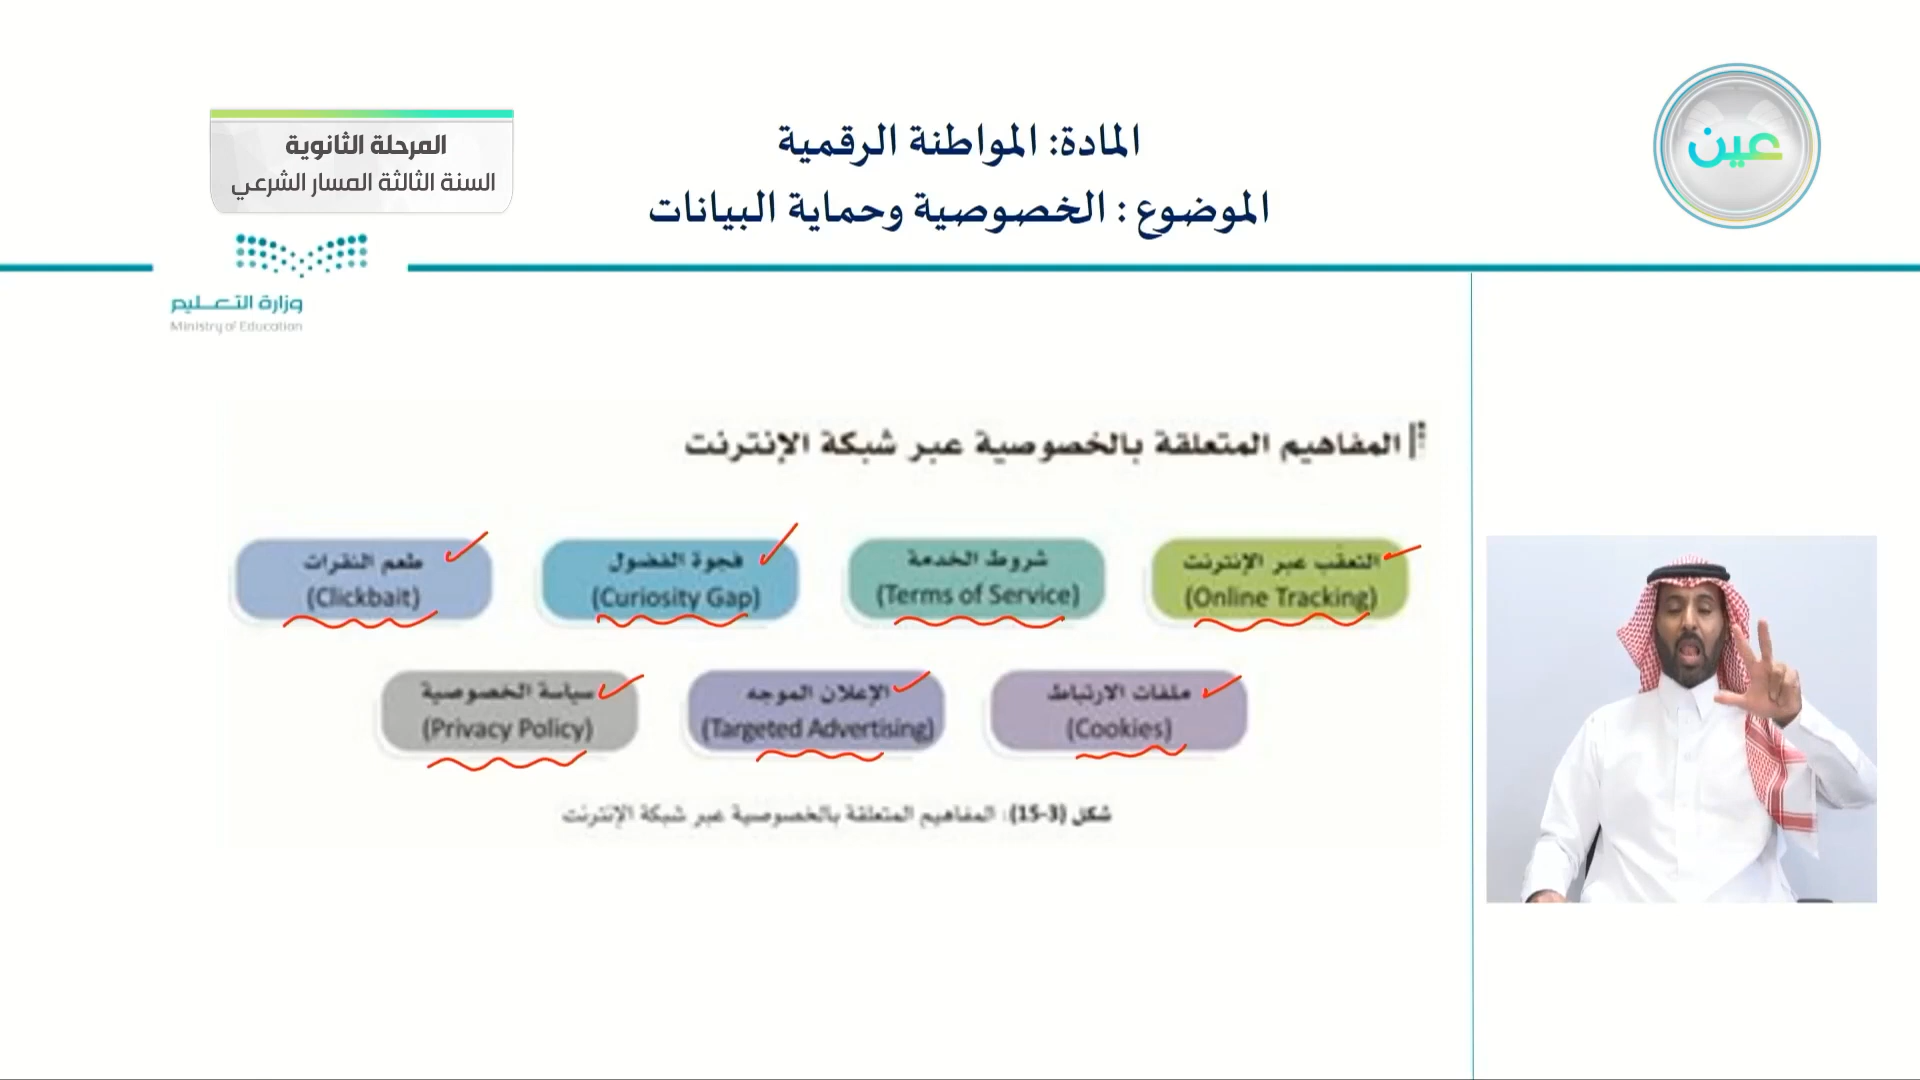 عين
المادة: المواطنة الرقمية
الموضوع : الخصوصية وحماية البيانات
المرحلة الثانوية
السنة الثالثة المسار الشرعي
وزارة التعليم
Ministry of Education
المفاهيم المتعلقة بالخصوصية عبر شبكة الإنترنت
التعقّب عبر الإنترنت
(Online Tracking)
شروط الخدمة
(Terms of Service)
فجوة الفضول
(Curiosity Gap)
طعم النقرات
(Clickbait)
ملفات الارتباط
(Cookies)
الإعلان الموجه
(Targeted Advertising)
سياسة الخصوصية
(Privacy Policy)
شكل (3-15): المفاهيم المتعلقة بالخصوصية عبر شبكة الإنترنت